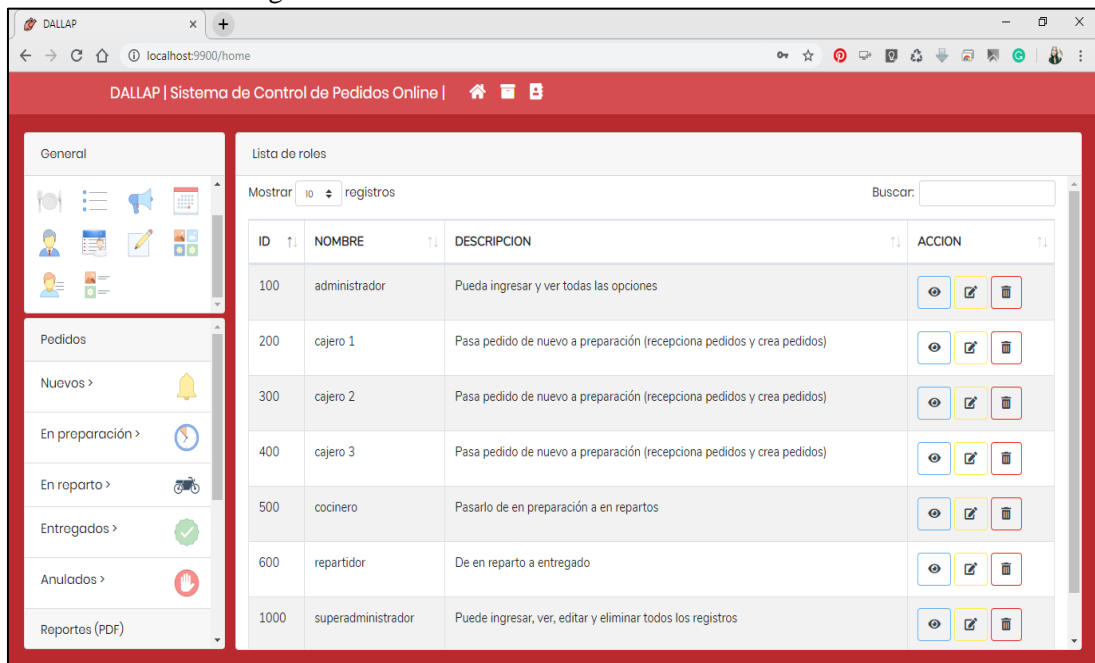 DALLAP
localhost:9900/home
DALLAP | Sistema de Control de Pedidos Online |
General
Pedidos
Nuevos >
En preparación >
En reparto >
Entregados >
Anulados >
Reportes (PDF)
Lista de roles
Mostrar 10 registros
Buscar:
ID NOMBRE DESCRIPCION ACCION
100 administrador Pueda ingresar y ver todas las opciones
200 cajero 1 Pasa pedido de nuevo a preparación (recepciona pedidos y crea pedidos)
300 cajero 2 Pasa pedido de nuevo a preparación (recepciona pedidos y crea pedidos)
400 cajero 3 Pasa pedido de nuevo a preparación (recepciona pedidos y crea pedidos)
500 cocinero Pasarlo de en preparación a en repartos
600 repartidor De en reparto a entregado
1000 superadministrador Puede ingresar, ver, editar y eliminar todos los registros